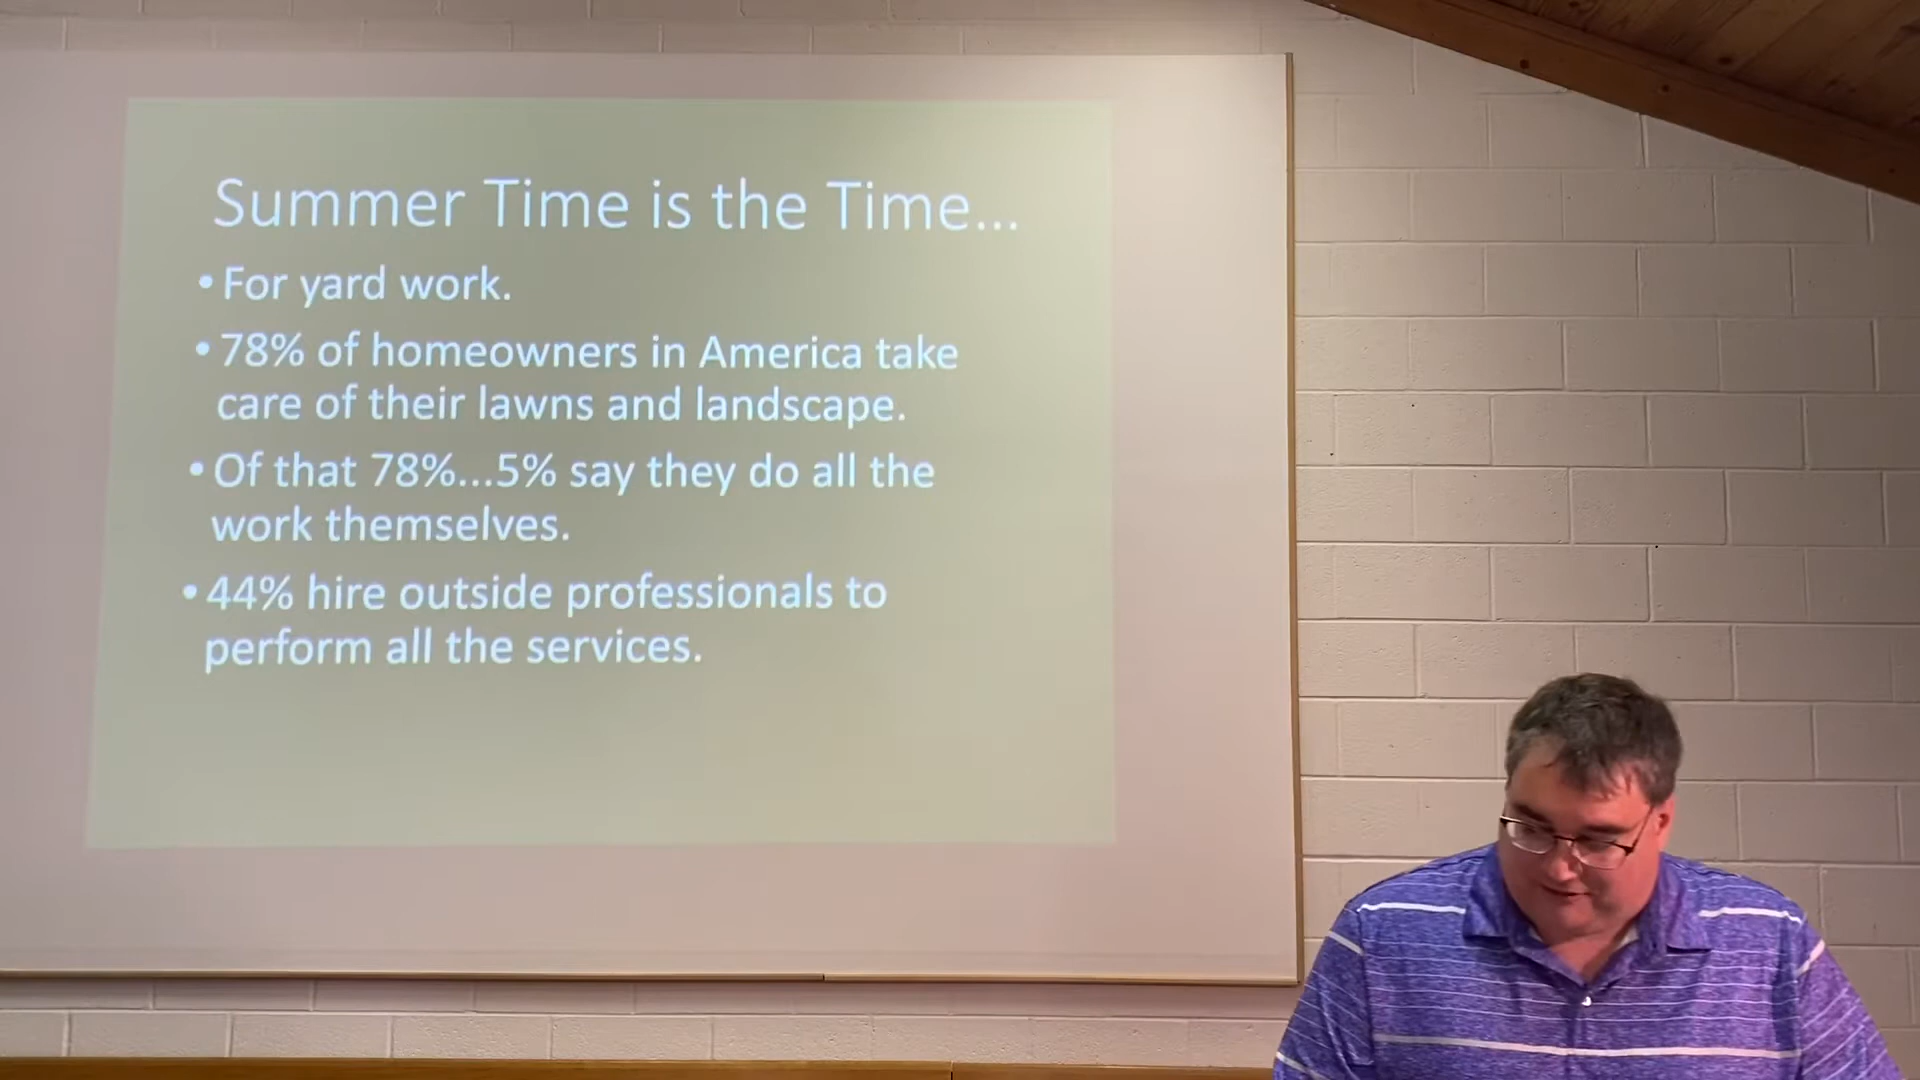 Summer Time is the Time...
• For yard work.
• 78% of homeowners in America take
care of their lawns and landscape.
• Of that 78%...5% say they do all the
work themselves.
• 44% hire outside professionals to
perform all the services.